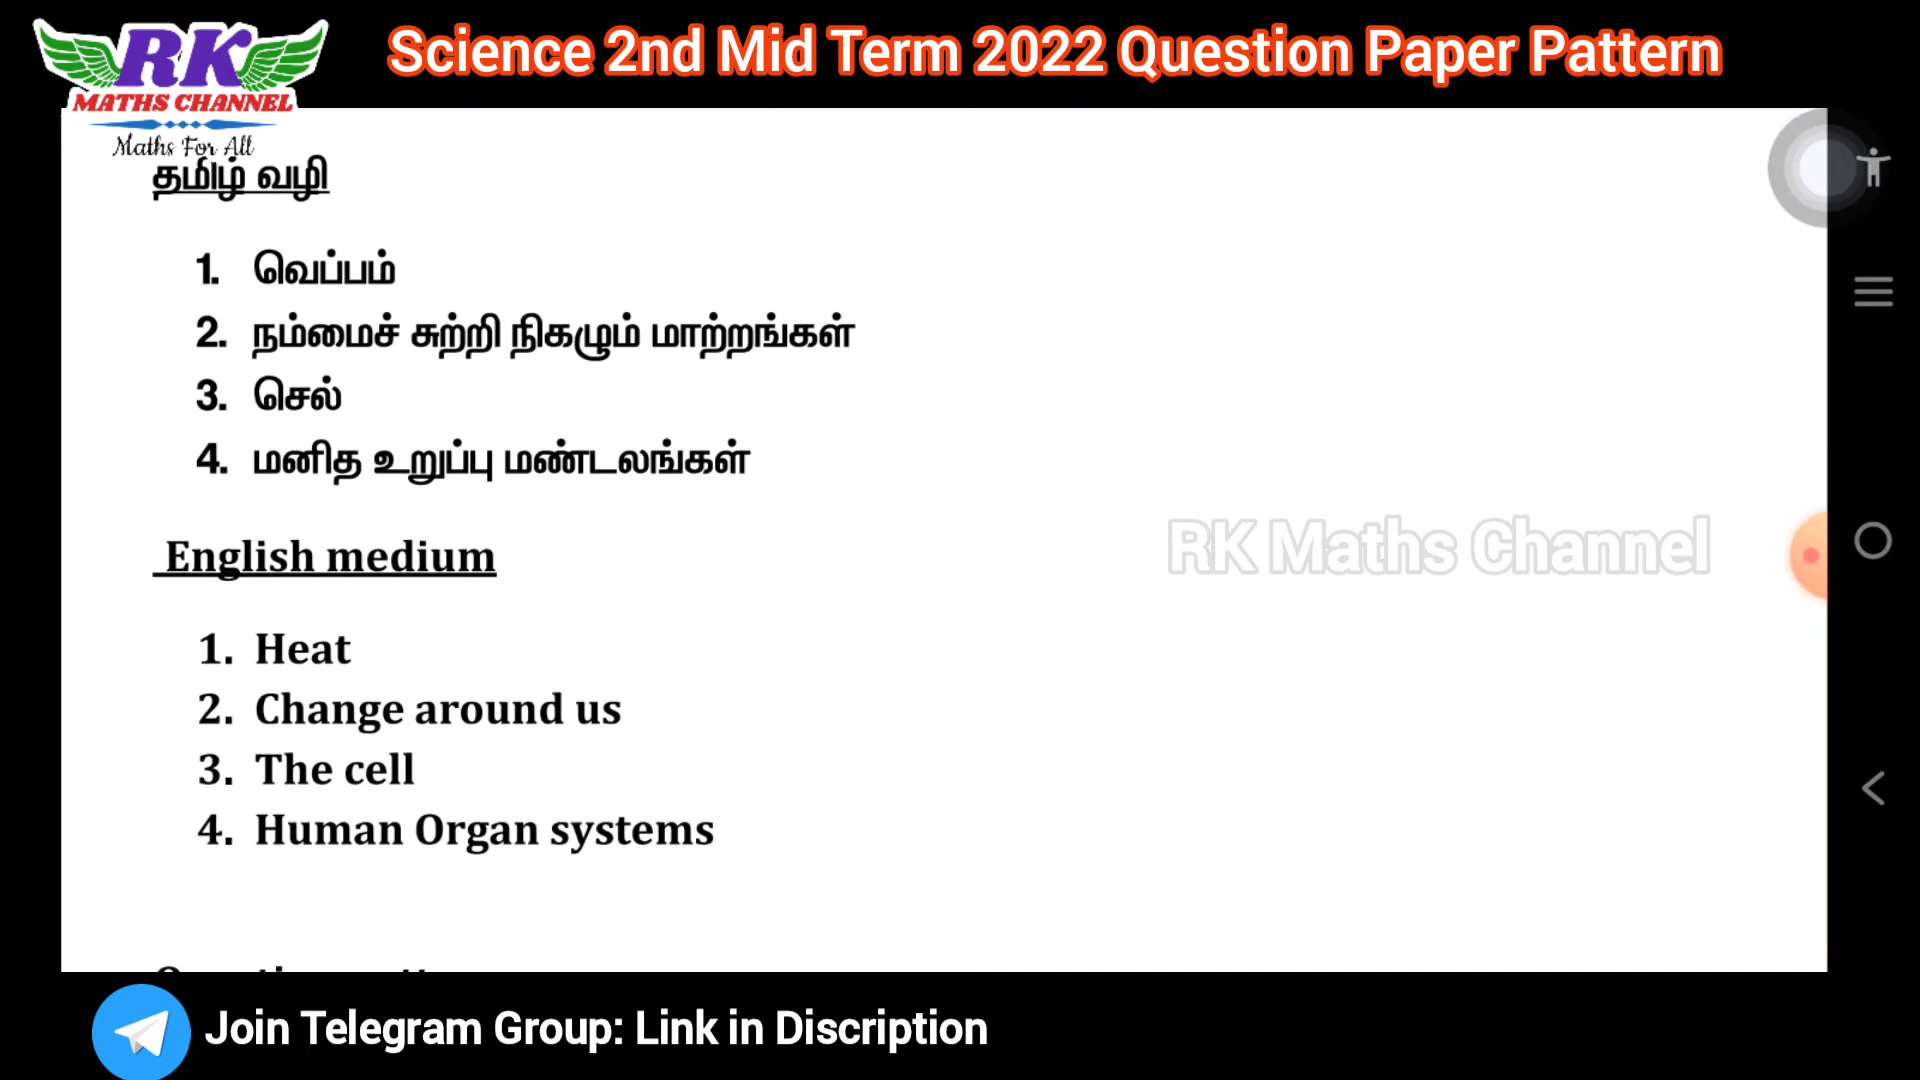 RK
MATHS CHANNEL
Maths For All
Science 2nd Mid Term 2022 Question Paper Pattern
தமிழ் வழி
1. வெப்பம்
2. நம்மைச் சுற்றி நிகழும் மாற்றங்கள்
3. செல்
4. மனித உறுப்பு மண்டலங்கள்
RK Maths Channel
English medium
1. Heat
2. Change around us
3. The cell
4. Human Organ systems
Join Telegram Group: Link in Discription